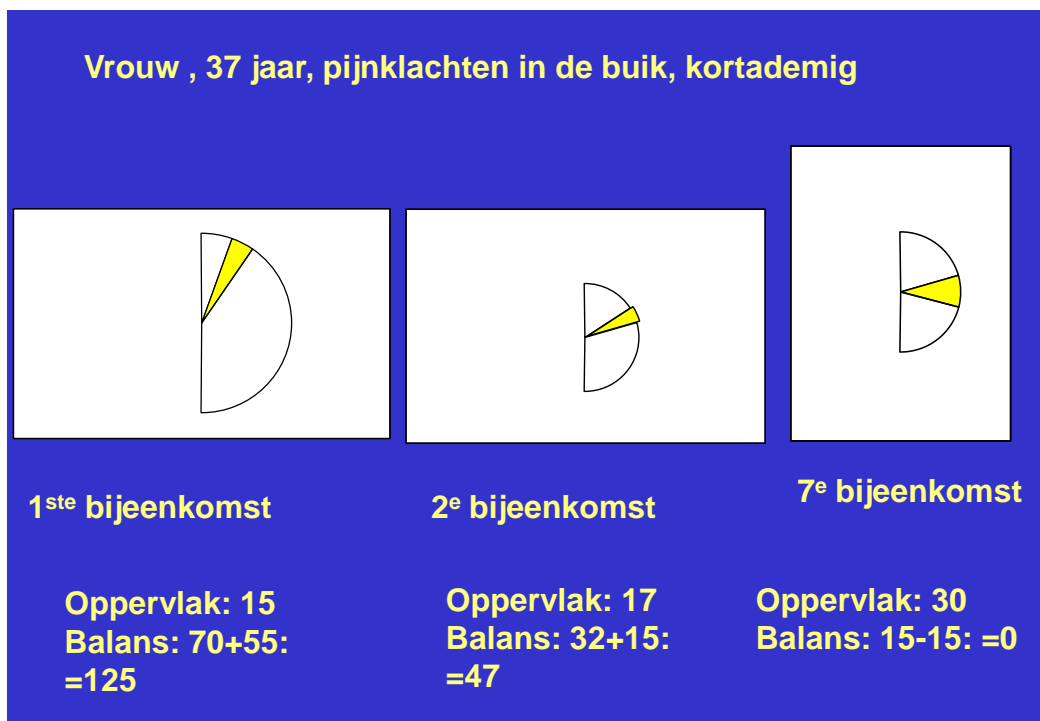 Vrouw , 37 jaar, pijnklachten in de buik, kortademig
1ste bijeenkomst
2e bijeenkomst
7e bijeenkomst
Oppervlak: 15
Balans: 70+55:
=125
Oppervlak: 17
Balans: 32+15:
=47
Oppervlak: 30
Balans: 15-15: =0